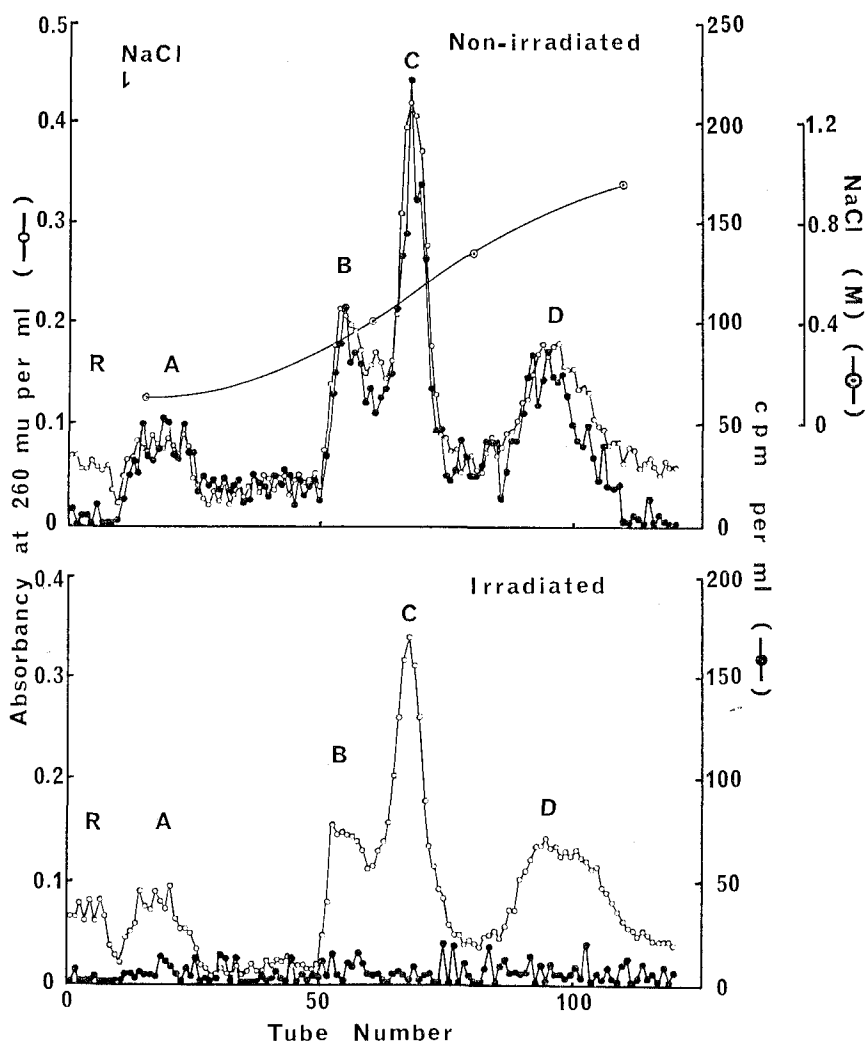 NaCl
Non-irradiated
R
A
B
C
D
0.5
0.4
0.3
0.2
0.1
0
250
200
150
100
50
0
1.2
0.8
0.4
0
NaCl (M) (—⊙—)
Absorbancy at 260 mu per ml (—○—)
cpm per ml (—●—)
Irradiated
R
A
B
C
D
0.4
0.3
0.2
0.1
0
200
150
100
50
0
0
50
100
Tube Number